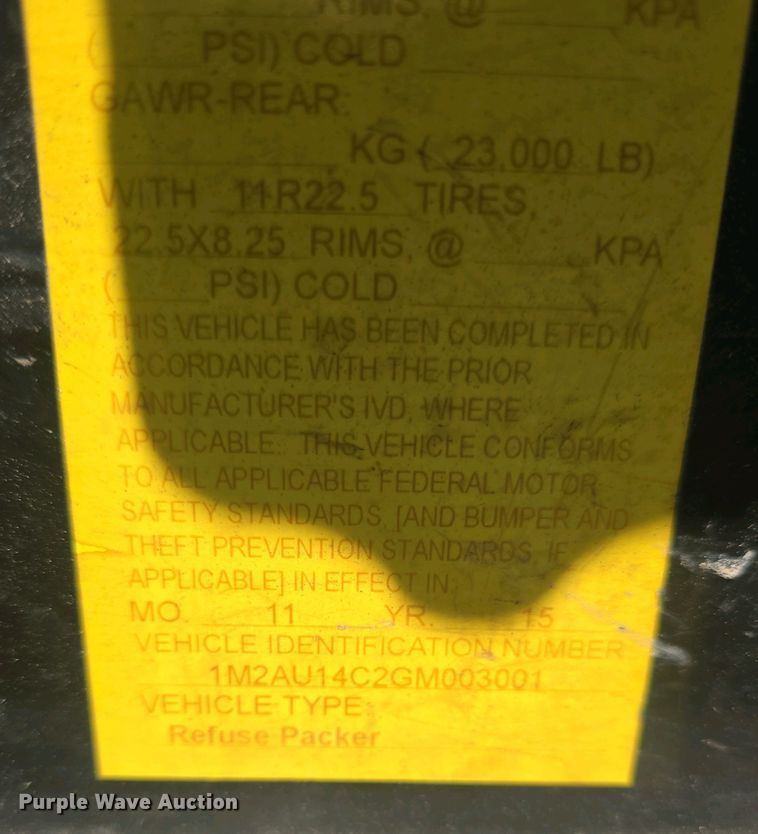 RIMS, @ KPA
( PSI) COLD
GAWR-REAR:
KG ( 23,000 LB)
WITH 11R22.5 TIRES,
22.5X8.25 RIMS, @ KPA
( PSI) COLD
THIS VEHICLE HAS BEEN COMPLETED IN
ACCORDANCE WITH THE PRIOR
MANUFACTURER'S IVD, WHERE
APPLICABLE. THIS VEHICLE CONFORMS
TO ALL APPLICABLE FEDERAL MOTOR
SAFETY STANDARDS, [AND BUMPER AND
THEFT PREVENTION STANDARDS, IF
APPLICABLE] IN EFFECT IN
MO. 11 YR. 15
VEHICLE IDENTIFICATION NUMBER
1M2AU14C2GM003001
VEHICLE TYPE:
Refuse Packer
Purple Wave Auction